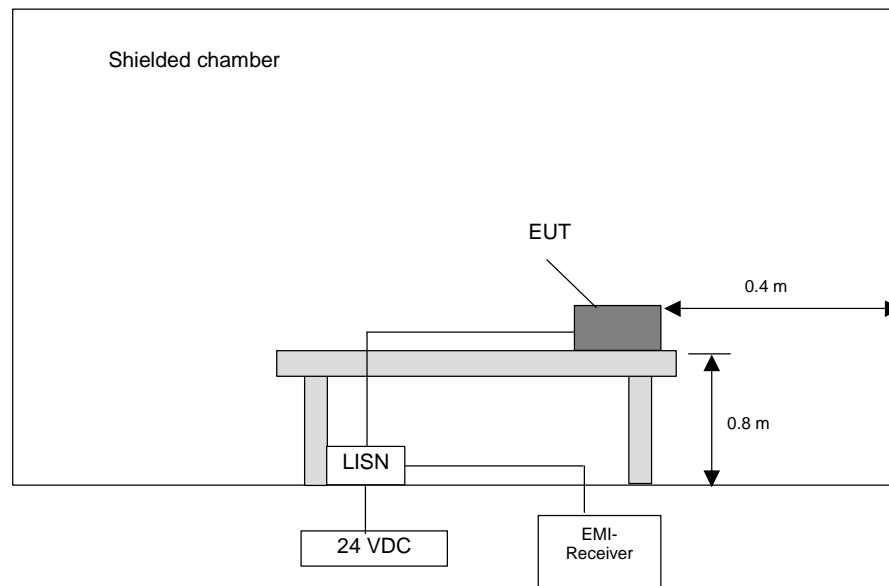 Shielded chamber
EUT
0.4 m
0.8 m
LISN
24 VDC
EMI-
Receiver